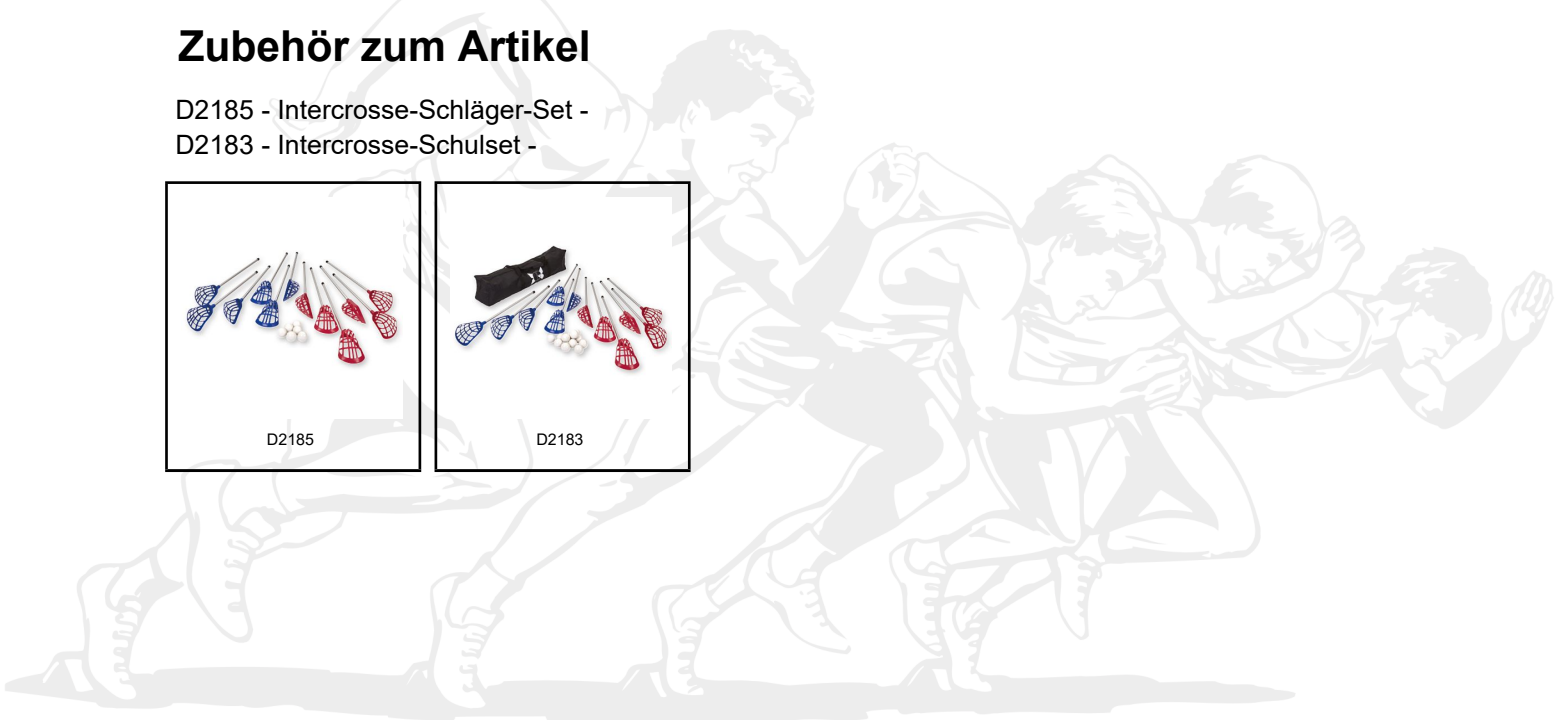 Zubehör zum Artikel
D2185 - Intercrosse-Schläger-Set -
D2183 - Intercrosse-Schulset -
D2185
D2183